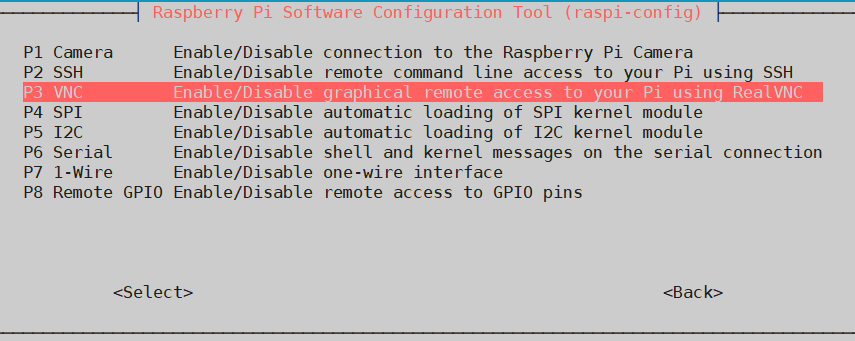 Raspberry Pi Software Configuration Tool (raspi-config)
P1 Camera Enable/Disable connection to the Raspberry Pi Camera
P2 SSH Enable/Disable remote command line access to your Pi using SSH
P3 VNC Enable/Disable graphical remote access to your Pi using RealVNC
P4 SPI Enable/Disable automatic loading of SPI kernel module
P5 I2C Enable/Disable automatic loading of I2C kernel module
P6 Serial Enable/Disable shell and kernel messages on the serial connection
P7 1-Wire Enable/Disable one-wire interface
P8 Remote GPIO Enable/Disable remote access to GPIO pins
<Select> <Back>